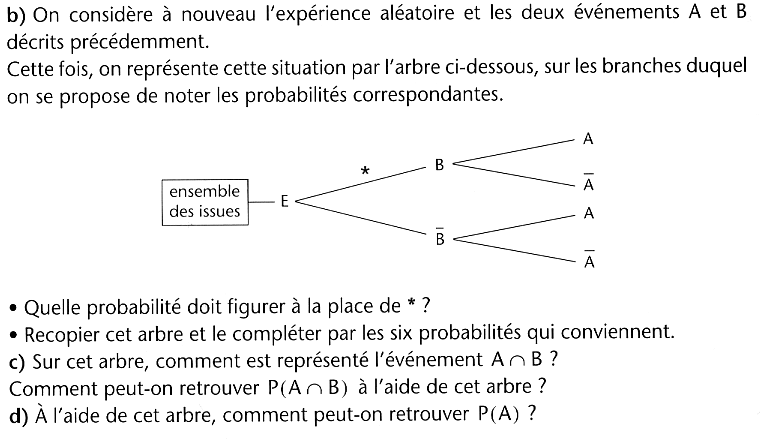 b) On considère à nouveau l'expérience aléatoire et les deux événements A et B
décrits précédemment.
Cette fois, on représente cette situation par l'arbre ci-dessous, sur les branches duquel
on se propose de noter les probabilités correspondantes.
A
* B
A̅
ensemble
des issues
E
A
B̅
A̅
• Quelle probabilité doit figurer à la place de * ?
• Recopier cet arbre et le compléter par les six probabilités qui conviennent.
c) Sur cet arbre, comment est représenté l'événement A ∩ B ?
Comment peut-on retrouver P(A ∩ B) à l'aide de cet arbre ?
d) À l'aide de cet arbre, comment peut-on retrouver P(A) ?